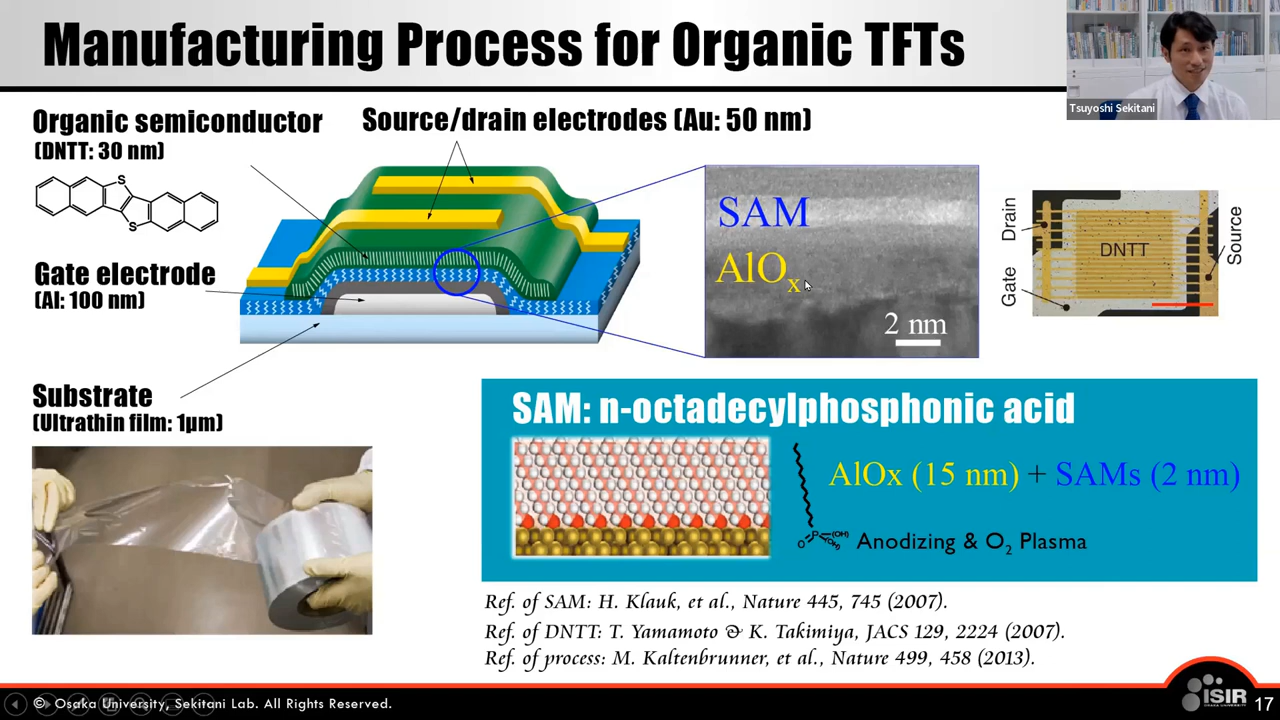 Manufacturing Process for Organic TFTs
Tsuyoshi Sekitani
Organic semiconductor
(DNTT: 30 nm)
Source/drain electrodes (Au: 50 nm)
S
S
Gate electrode
(Al: 100 nm)
SAM
AlOx
2 nm
Drain
Gate
DNTT
Source
Substrate
(Ultrathin film: 1μm)
SAM: n-octadecylphosphonic acid
AlOx (15 nm) + SAMs (2 nm)
Anodizing & O2 Plasma
Ref. of SAM: H. Klauk, et al., Nature 445, 745 (2007).
Ref. of DNTT: T. Yamamoto & K. Takimiya, JACS 129, 2224 (2007).
Ref. of process: M. Kaltenbrunner, et al., Nature 499, 458 (2013).
© Osaka University, Sekitani Lab. All Rights Reserved.
ISIR
OSAKA UNIVERSITY
17